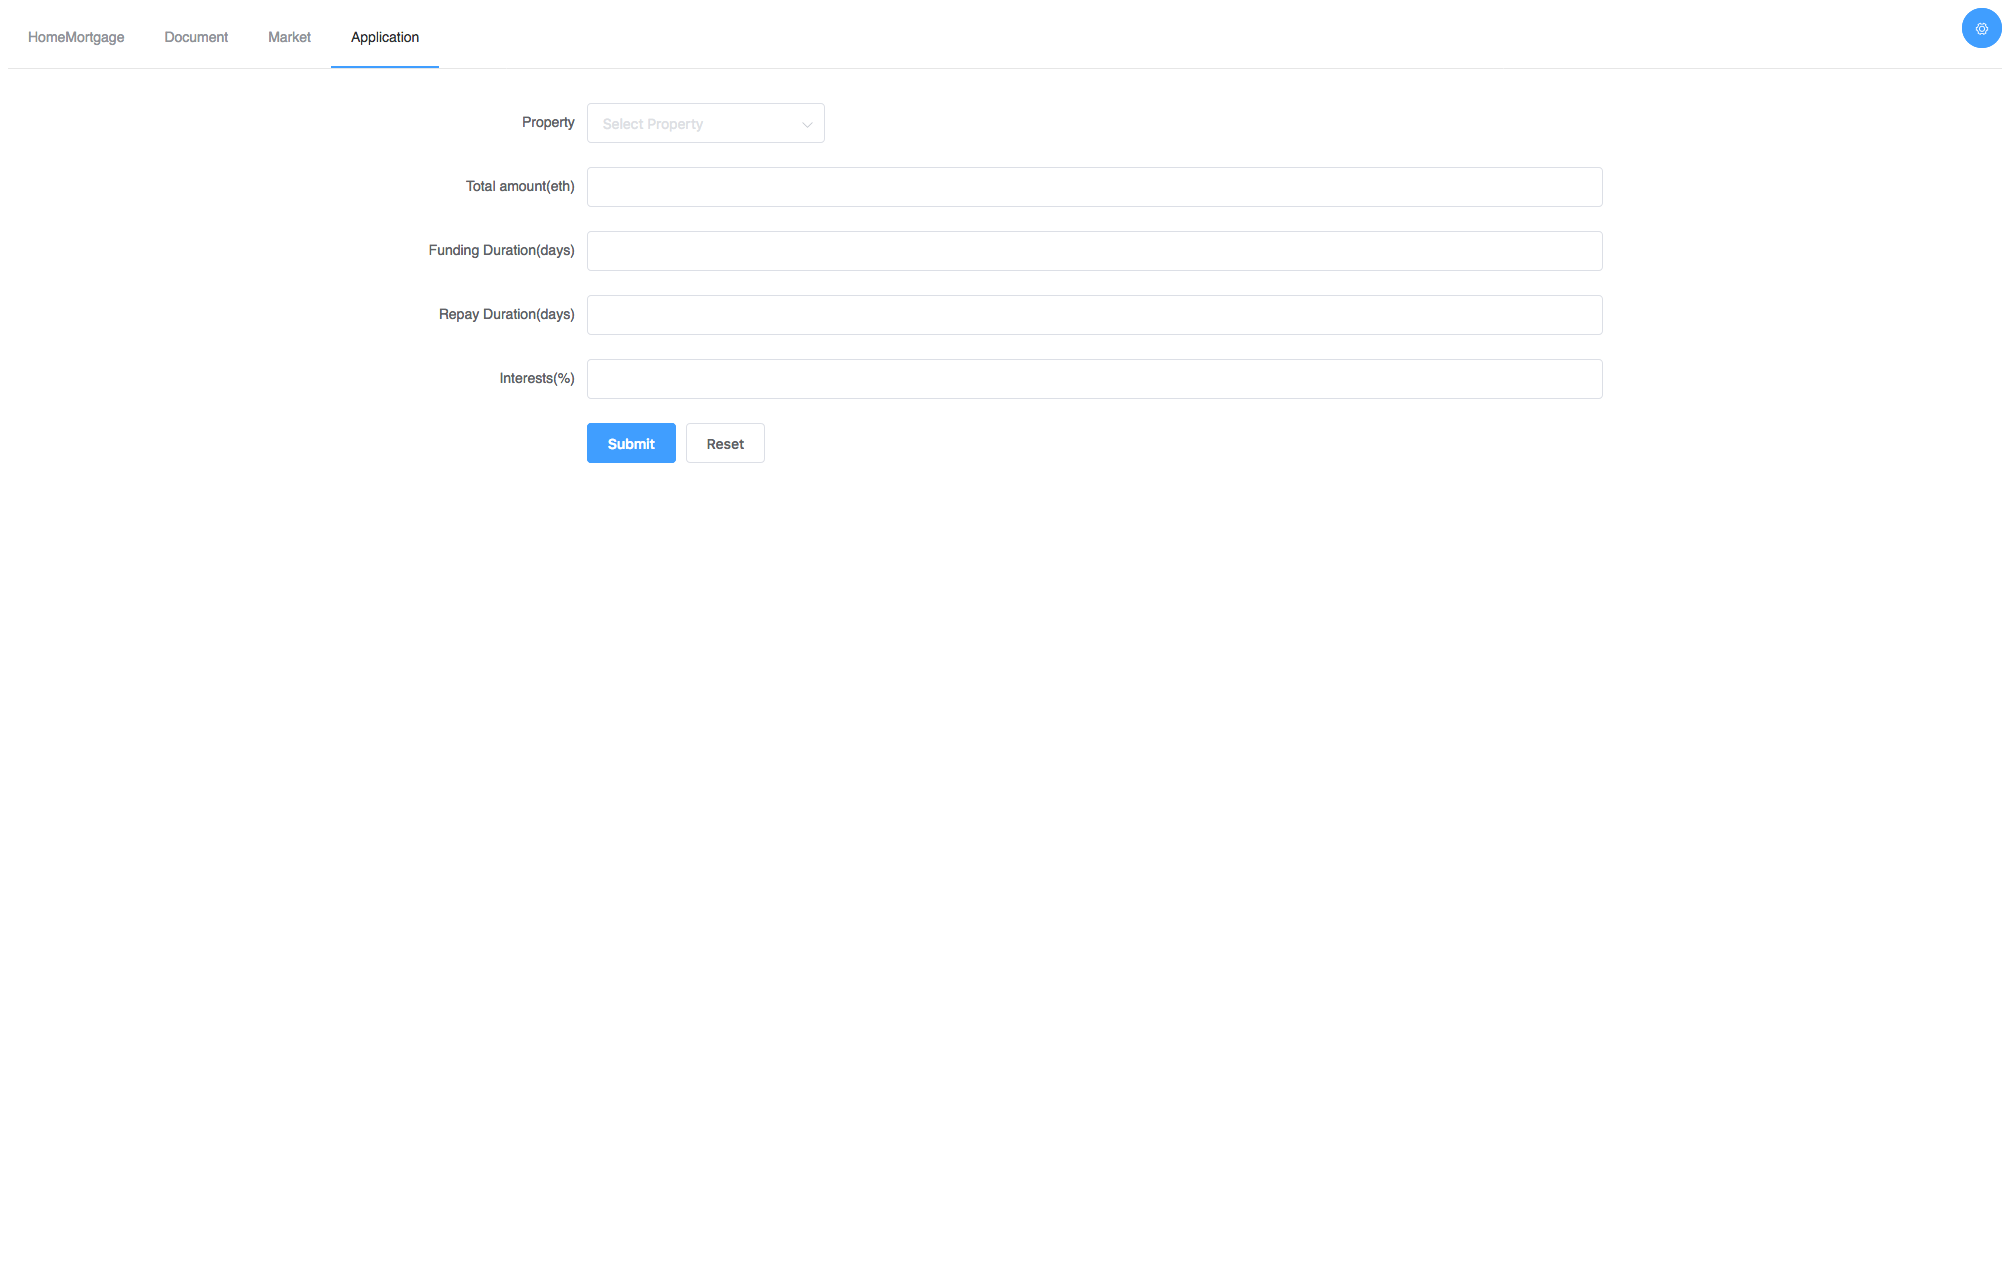 HomeMortgage Document Market Application
Property Select Property
Total amount(eth)
Funding Duration(days)
Repay Duration(days)
Interests(%)
Submit Reset